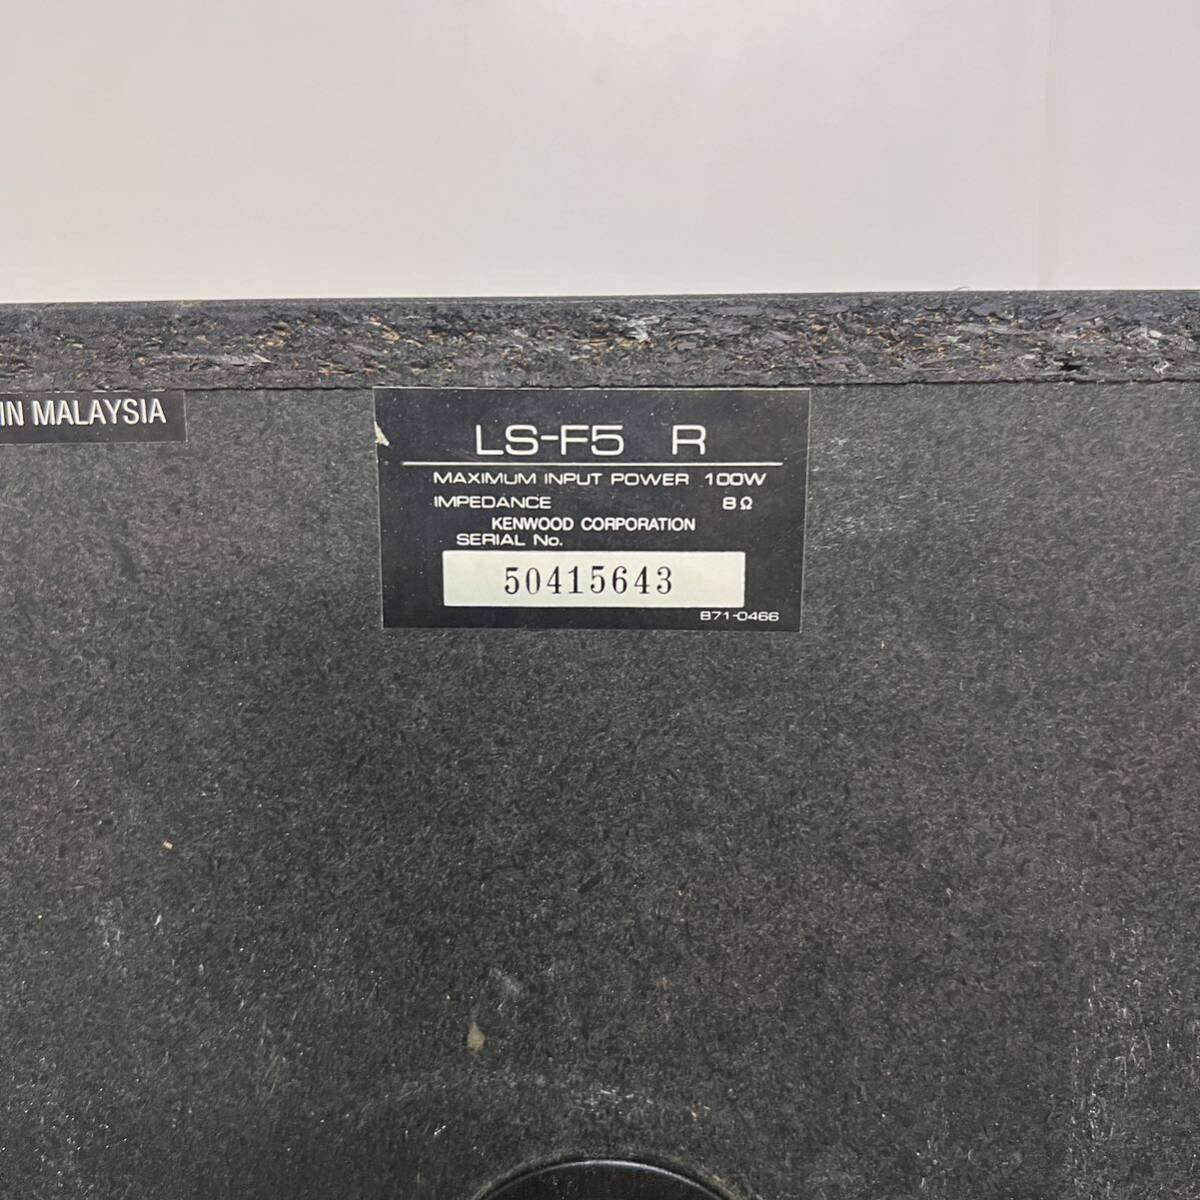 IN MALAYSIA
LS-F5 R
MAXIMUM INPUT POWER 100W
IMPEDANCE 8Ω
KENWOOD CORPORATION
SERIAL No.
50415643
B71-0466